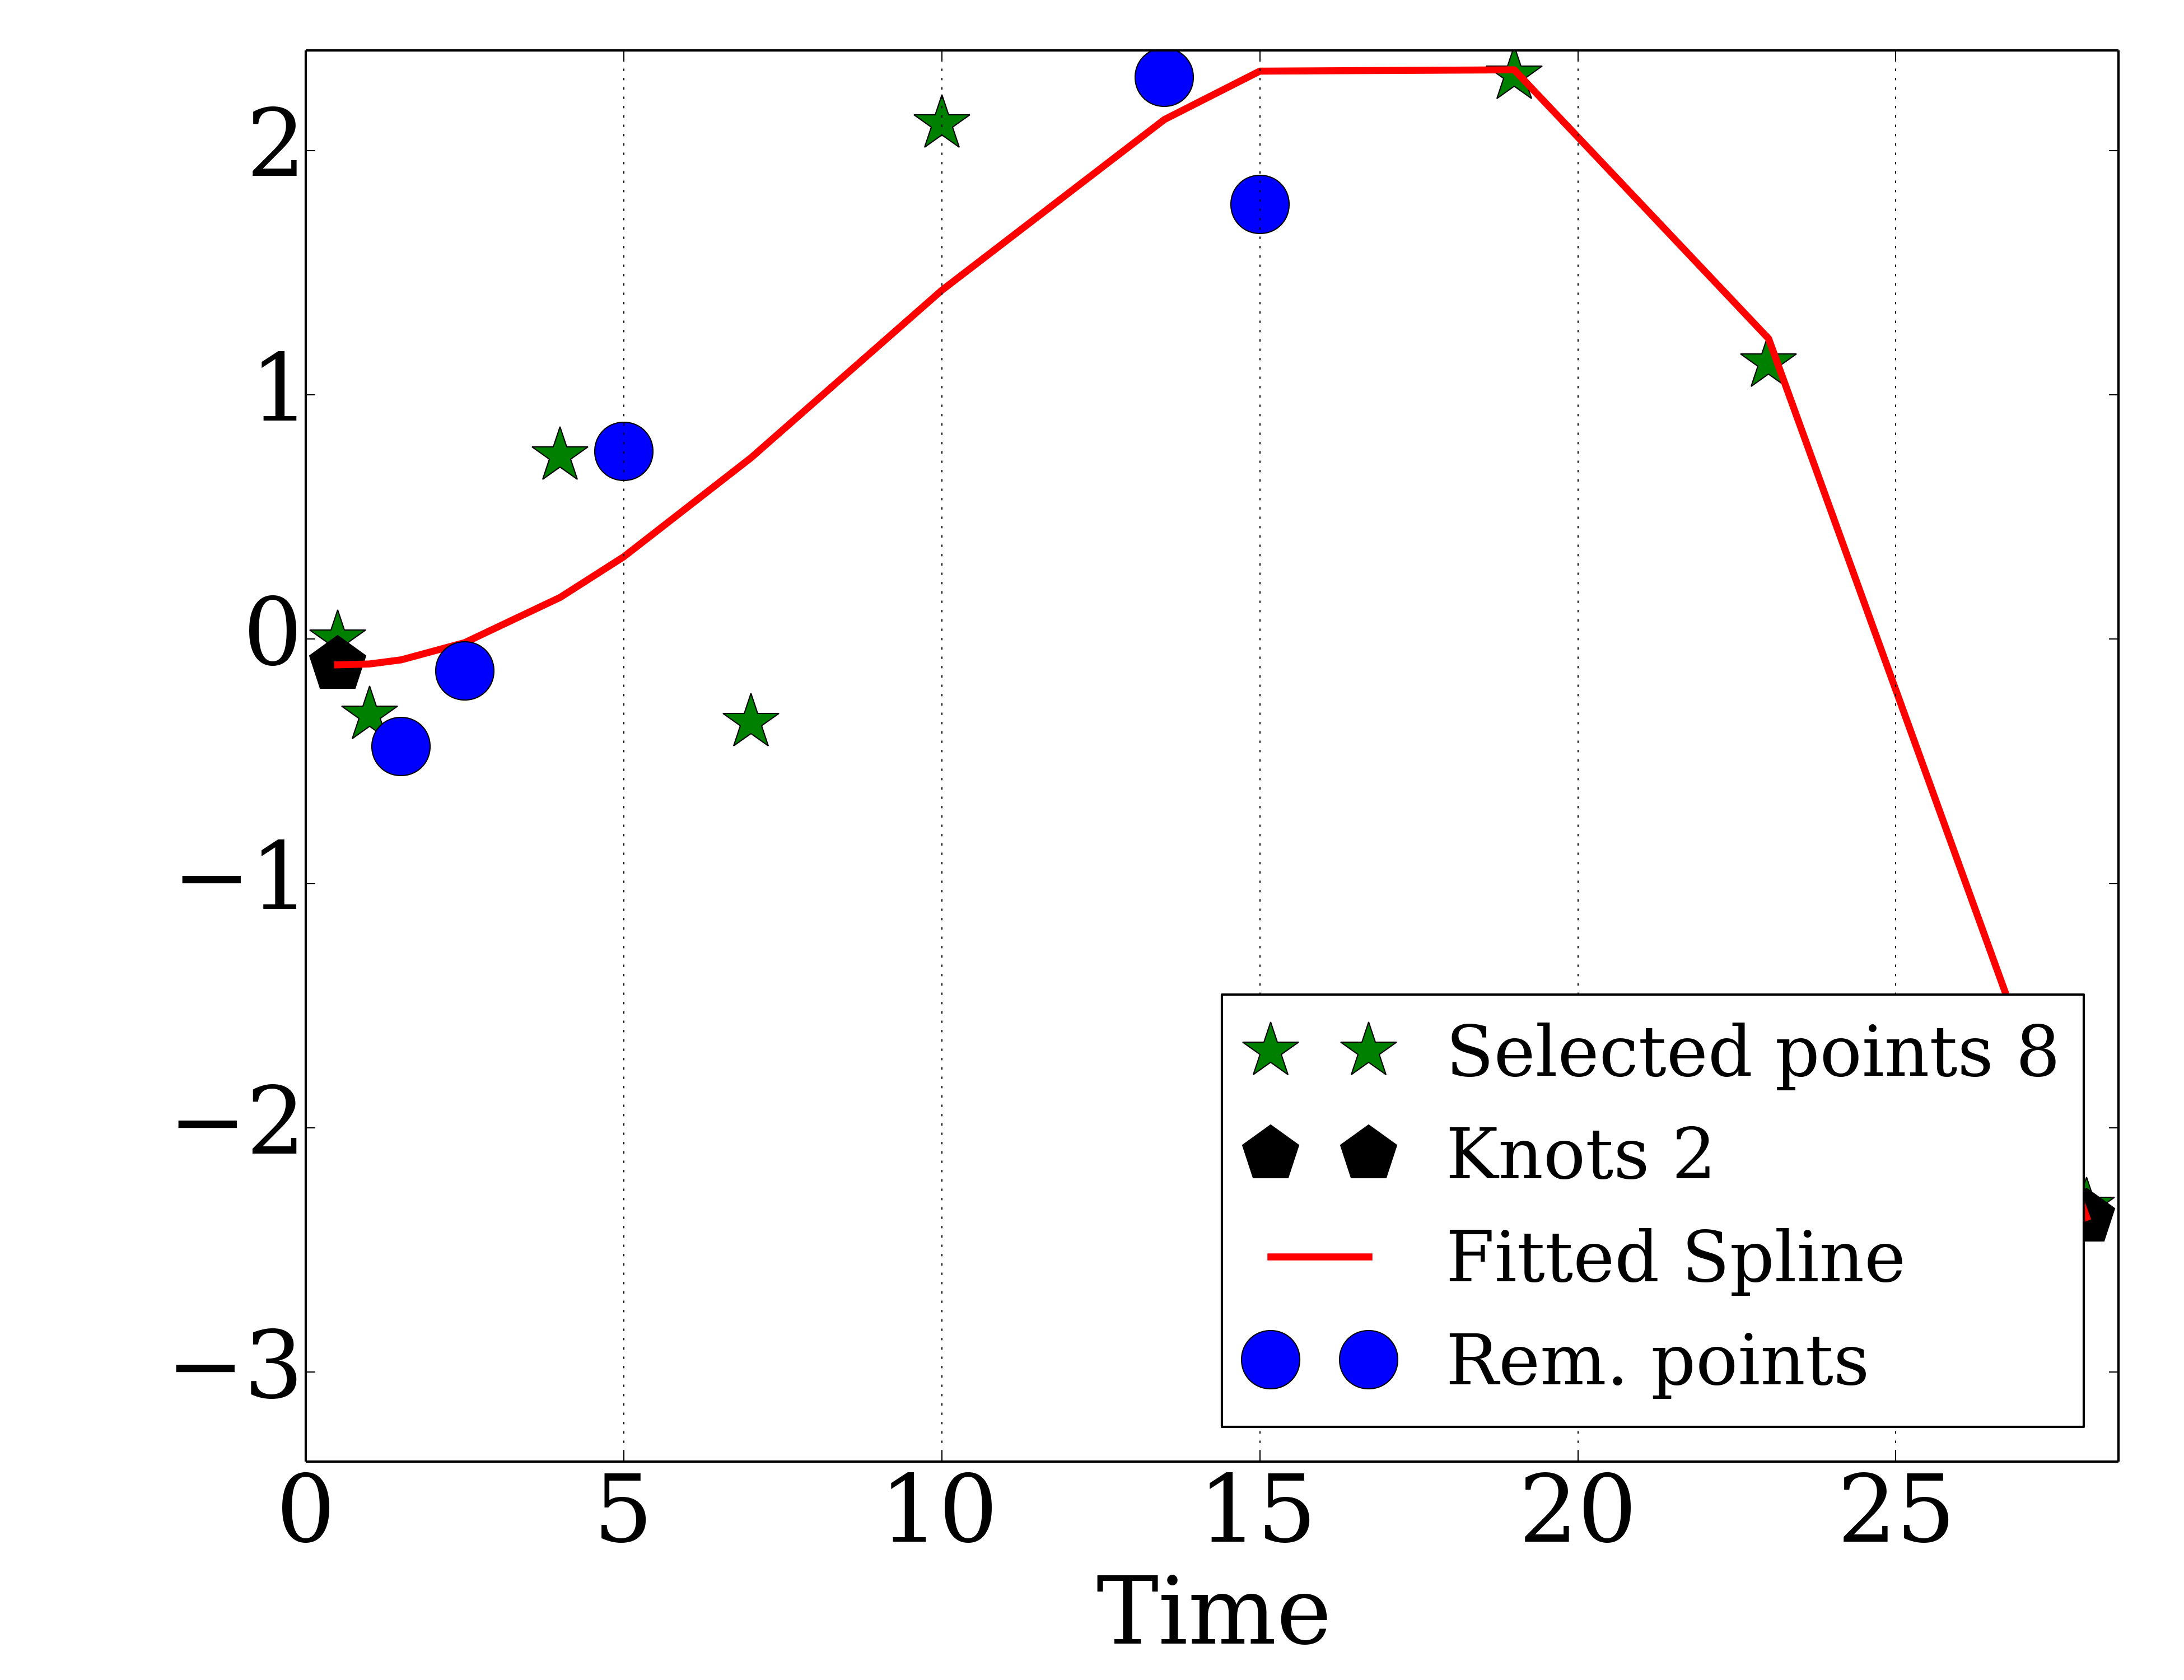 2
1
0
−1
−2
−3
Selected points 8
Knots 2
Fitted Spline
Rem. points
0 5 10 15 20 25
Time